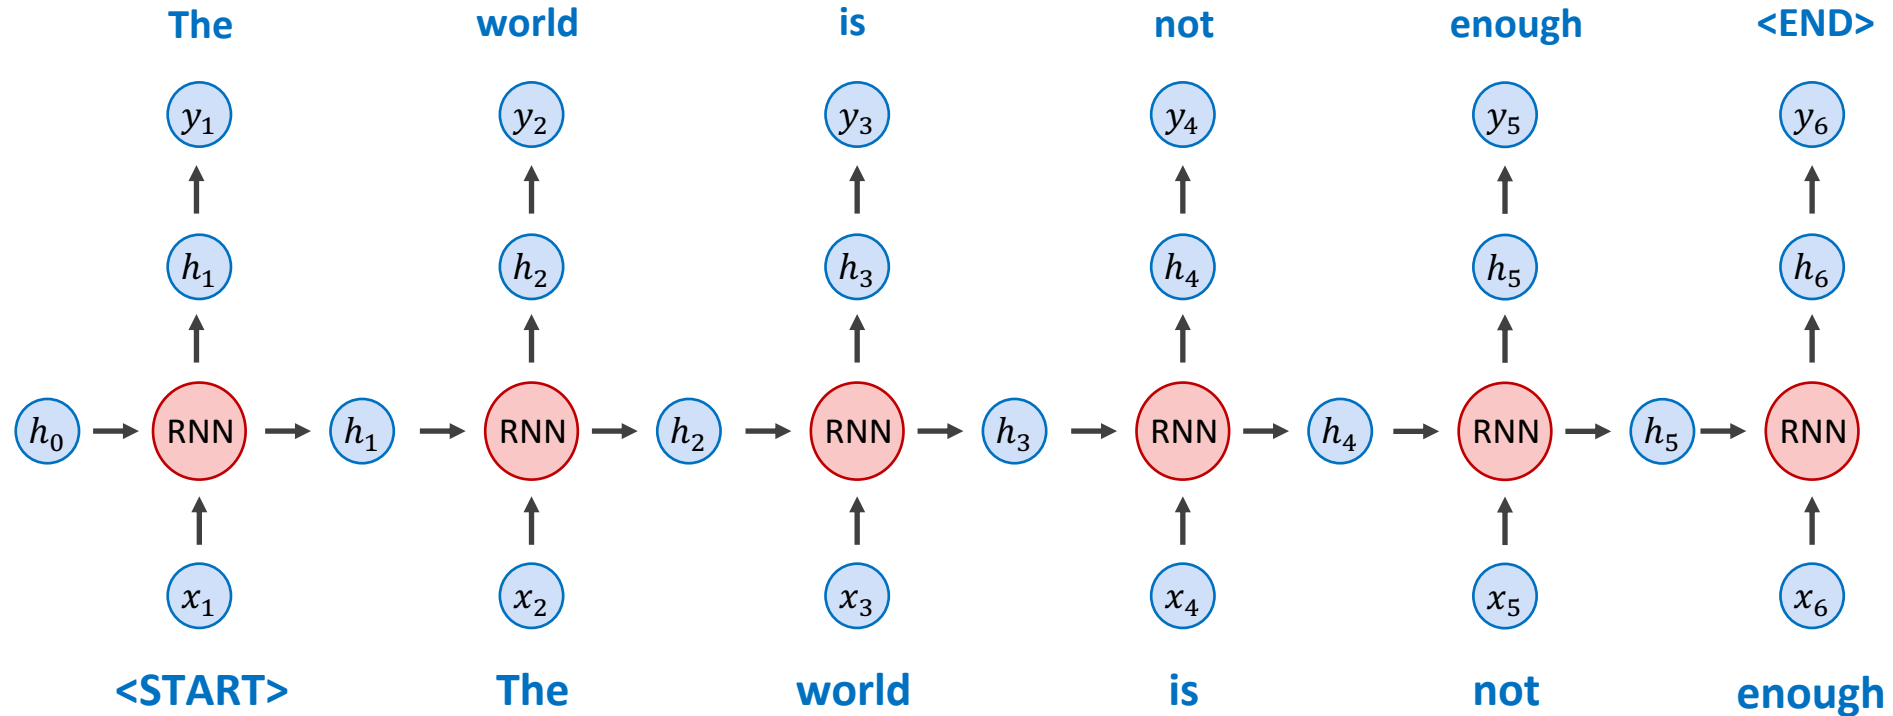 The world is not enough <END>
y₁ y₂ y₃ y₄ y₅ y₆
h₁ h₂ h₃ h₄ h₅ h₆
h₀ RNN h₁ RNN h₂ RNN h₃ RNN h₄ RNN h₅ RNN
x₁ x₂ x₃ x₄ x₅ x₆
<START> The world is not enough